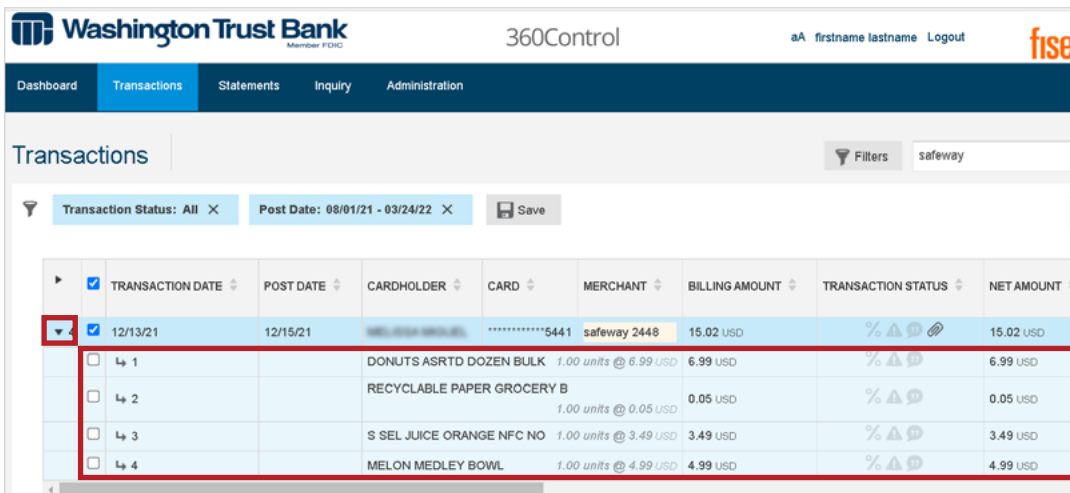 Washington Trust Bank
Member FDIC
360Control
aA firstname lastname Logout
Dashboard Transactions Statements Inquiry Administration
Transactions
Filters safeway
Transaction Status: All X Post Date: 08/01/21 - 03/24/22 X Save
TRANSACTION DATE POST DATE CARDHOLDER CARD MERCHANT BILLING AMOUNT TRANSACTION STATUS NET AMOUNT
12/13/21 12/15/21 ************5441 safeway 2448 15.02 USD % 15.02 USD
1 DONUTS ASRTD DOZEN BULK 1.00 units @ 6.99 USD 6.99 USD % 6.99 USD
RECYCLABLE PAPER GROCERY B
2 1.00 units @ 0.05 USD 0.05 USD % 0.05 USD
3 S SEL JUICE ORANGE NFC NO 1.00 units @ 3.49 USD 3.49 USD % 3.49 USD
4 MELON MEDLEY BOWL 1.00 units @ 4.99 USD 4.99 USD % 4.99 USD